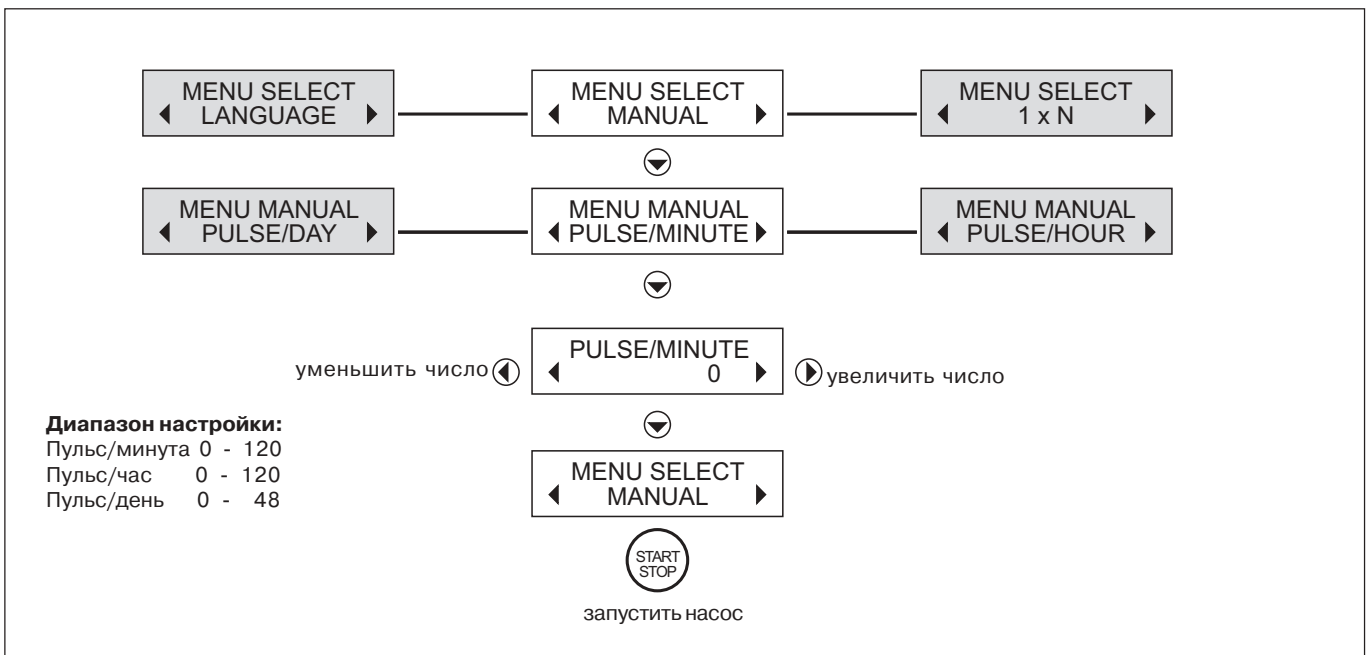 MENU SELECT
LANGUAGE
MENU SELECT
MANUAL
MENU SELECT
1 x N
MENU MANUAL
PULSE/DAY
MENU MANUAL
PULSE/MINUTE
MENU MANUAL
PULSE/HOUR
уменьшить число
PULSE/MINUTE
0
увеличить число
Диапазон настройки:
Пульс/минута 0 - 120
Пульс/час 0 - 120
Пульс/день 0 - 48
MENU SELECT
MANUAL
START
STOP
запустить насос